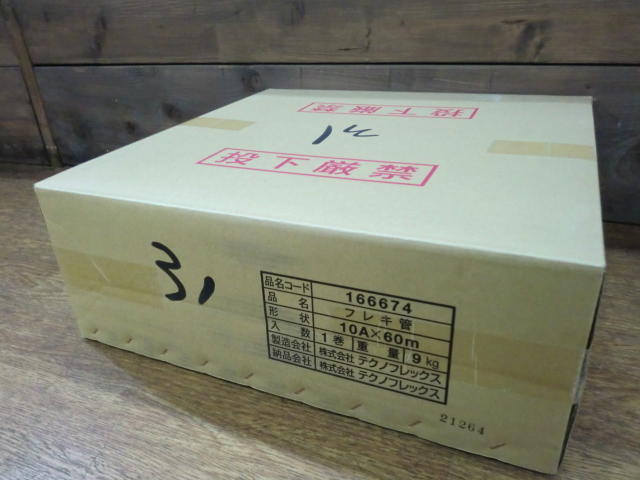 投下厳禁
投下厳禁
品名コード 166674
品名 フレキ管
形状 10A×60m
入数 1巻 重量 9kg
製造会社 株式会社 テクノフレックス
納品会社 株式会社 テクノフレックス
21264